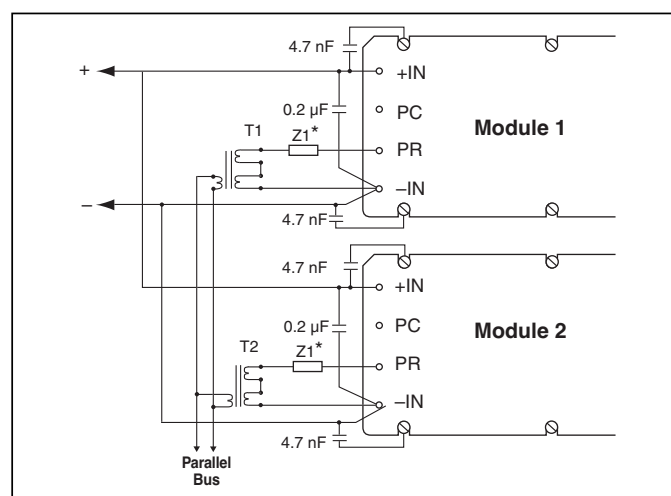 4.7 nF
+
+IN
0.2 µF
PC
T1
Z1*
Module 1
PR
–IN
–
4.7 nF
4.7 nF
+IN
0.2 µF
PC
Module 2
T2
Z1*
PR
–IN
4.7 nF
Parallel
Bus